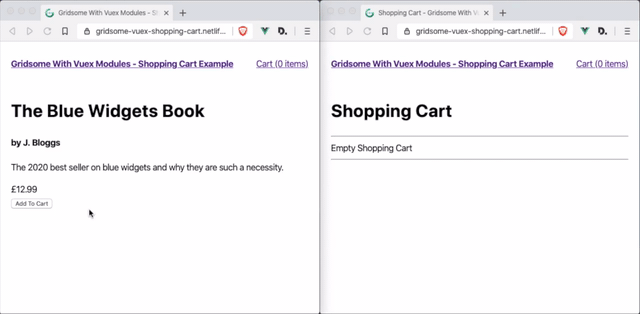 Gridsome With Vuex Modules - S
gridsome-vuex-shopping-cart.netlif...
Gridsome With Vuex Modules - Shopping Cart Example
Cart (0 items)
The Blue Widgets Book
by J. Bloggs
The 2020 best seller on blue widgets and why they are such a necessity.
£12.99
Add To Cart
Shopping Cart - Gridsome With V
gridsome-vuex-shopping-cart.netlif...
Gridsome With Vuex Modules - Shopping Cart Example
Cart (0 items)
Shopping Cart
Empty Shopping Cart